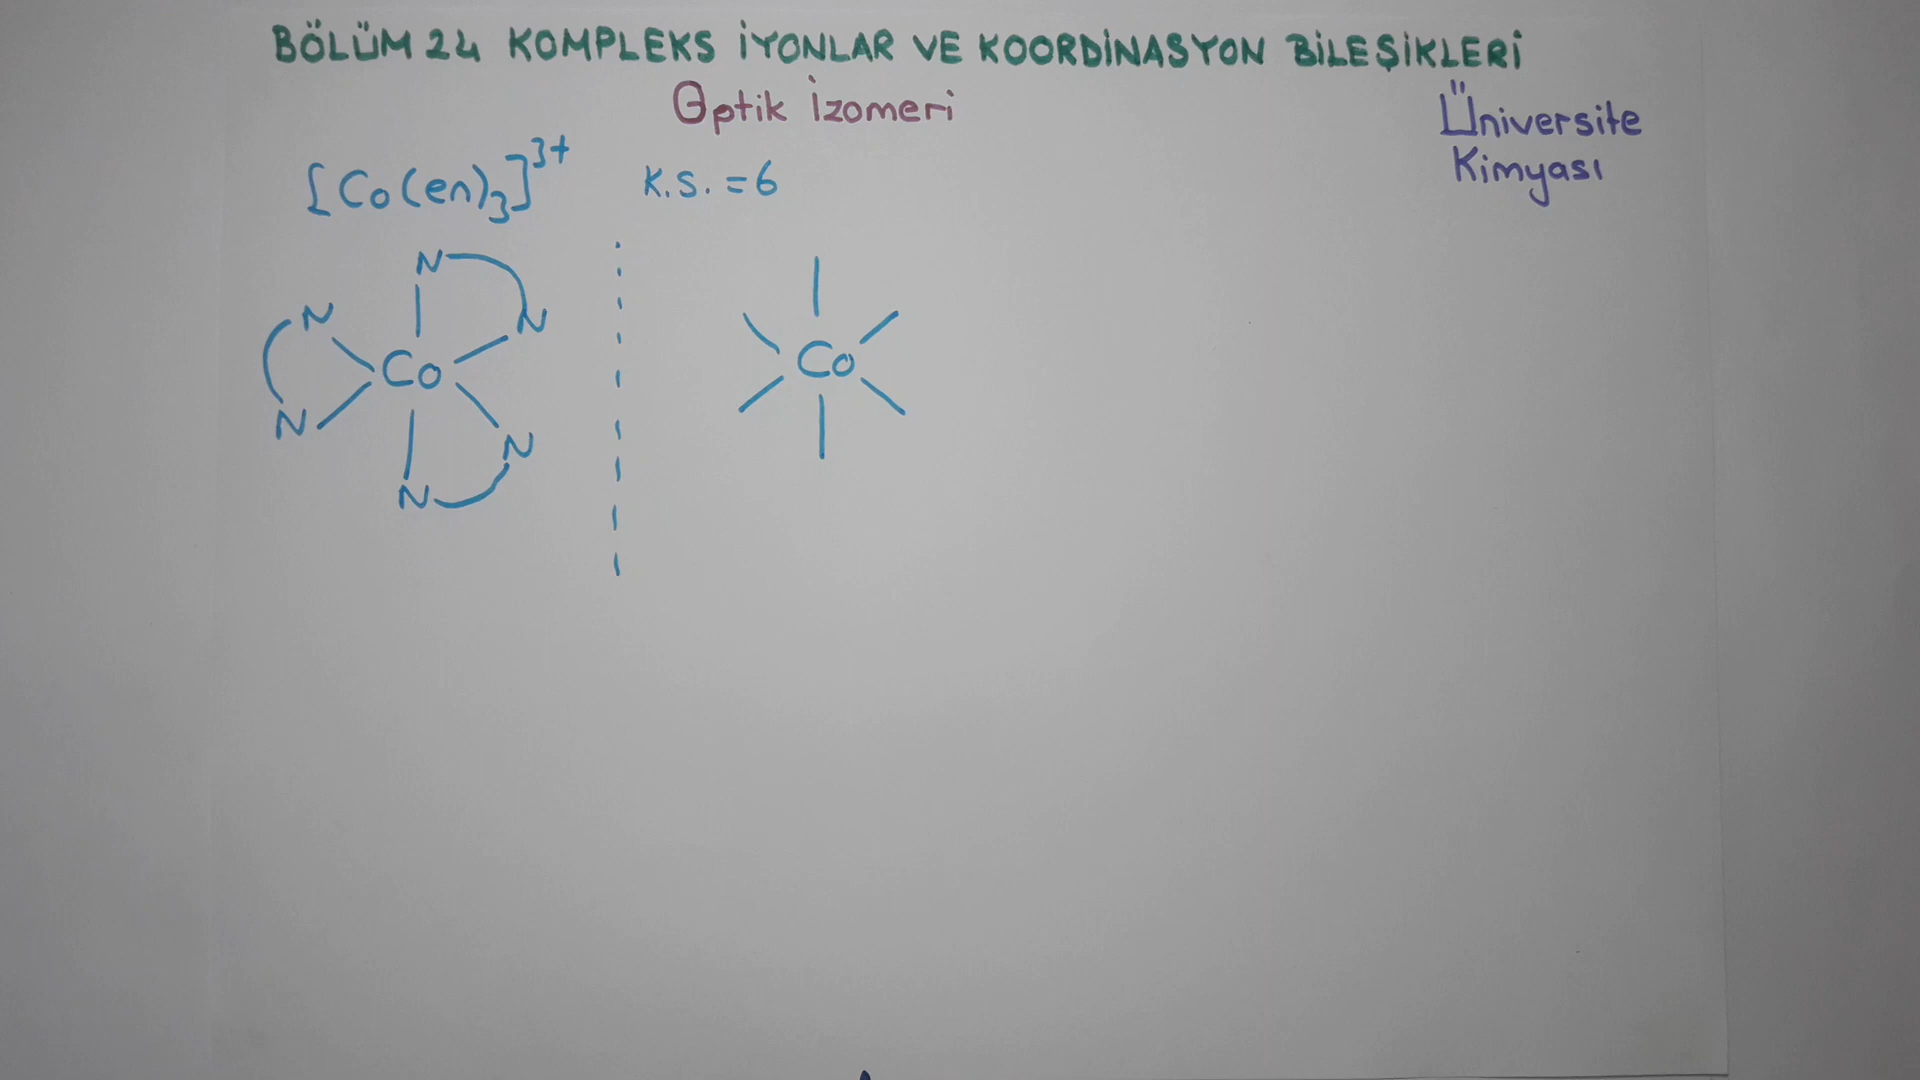 BÖLÜM 24 KOMPLEKS İYONLAR VE KOORDİNASYON BİLEŞİKLERİ
Optik İzomeri
Üniversite
Kimyası
[Co(en)₃]³⁺ K.S. = 6
N
N N
Co Co
N N
N